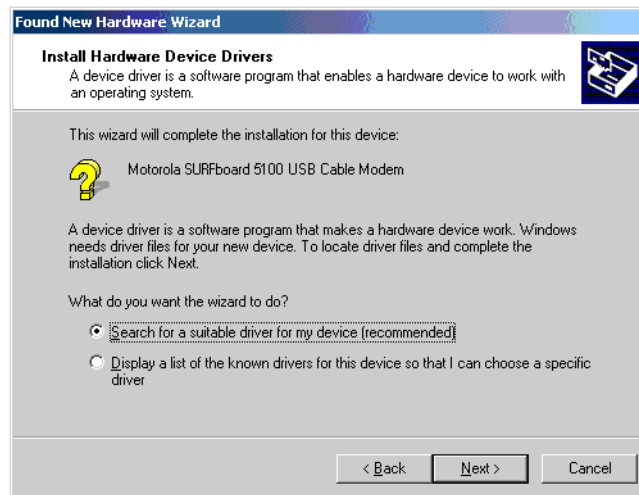 Found New Hardware Wizard
Install Hardware Device Drivers
A device driver is a software program that enables a hardware device to work with
an operating system.
This wizard will complete the installation for this device:
Motorola SURFboard 5100 USB Cable Modem
A device driver is a software program that makes a hardware device work. Windows
needs driver files for your new device. To locate driver files and complete the
installation click Next.
What do you want the wizard to do?
Search for a suitable driver for my device (recommended)
Display a list of the known drivers for this device so that I can choose a specific
driver
< Back Next > Cancel